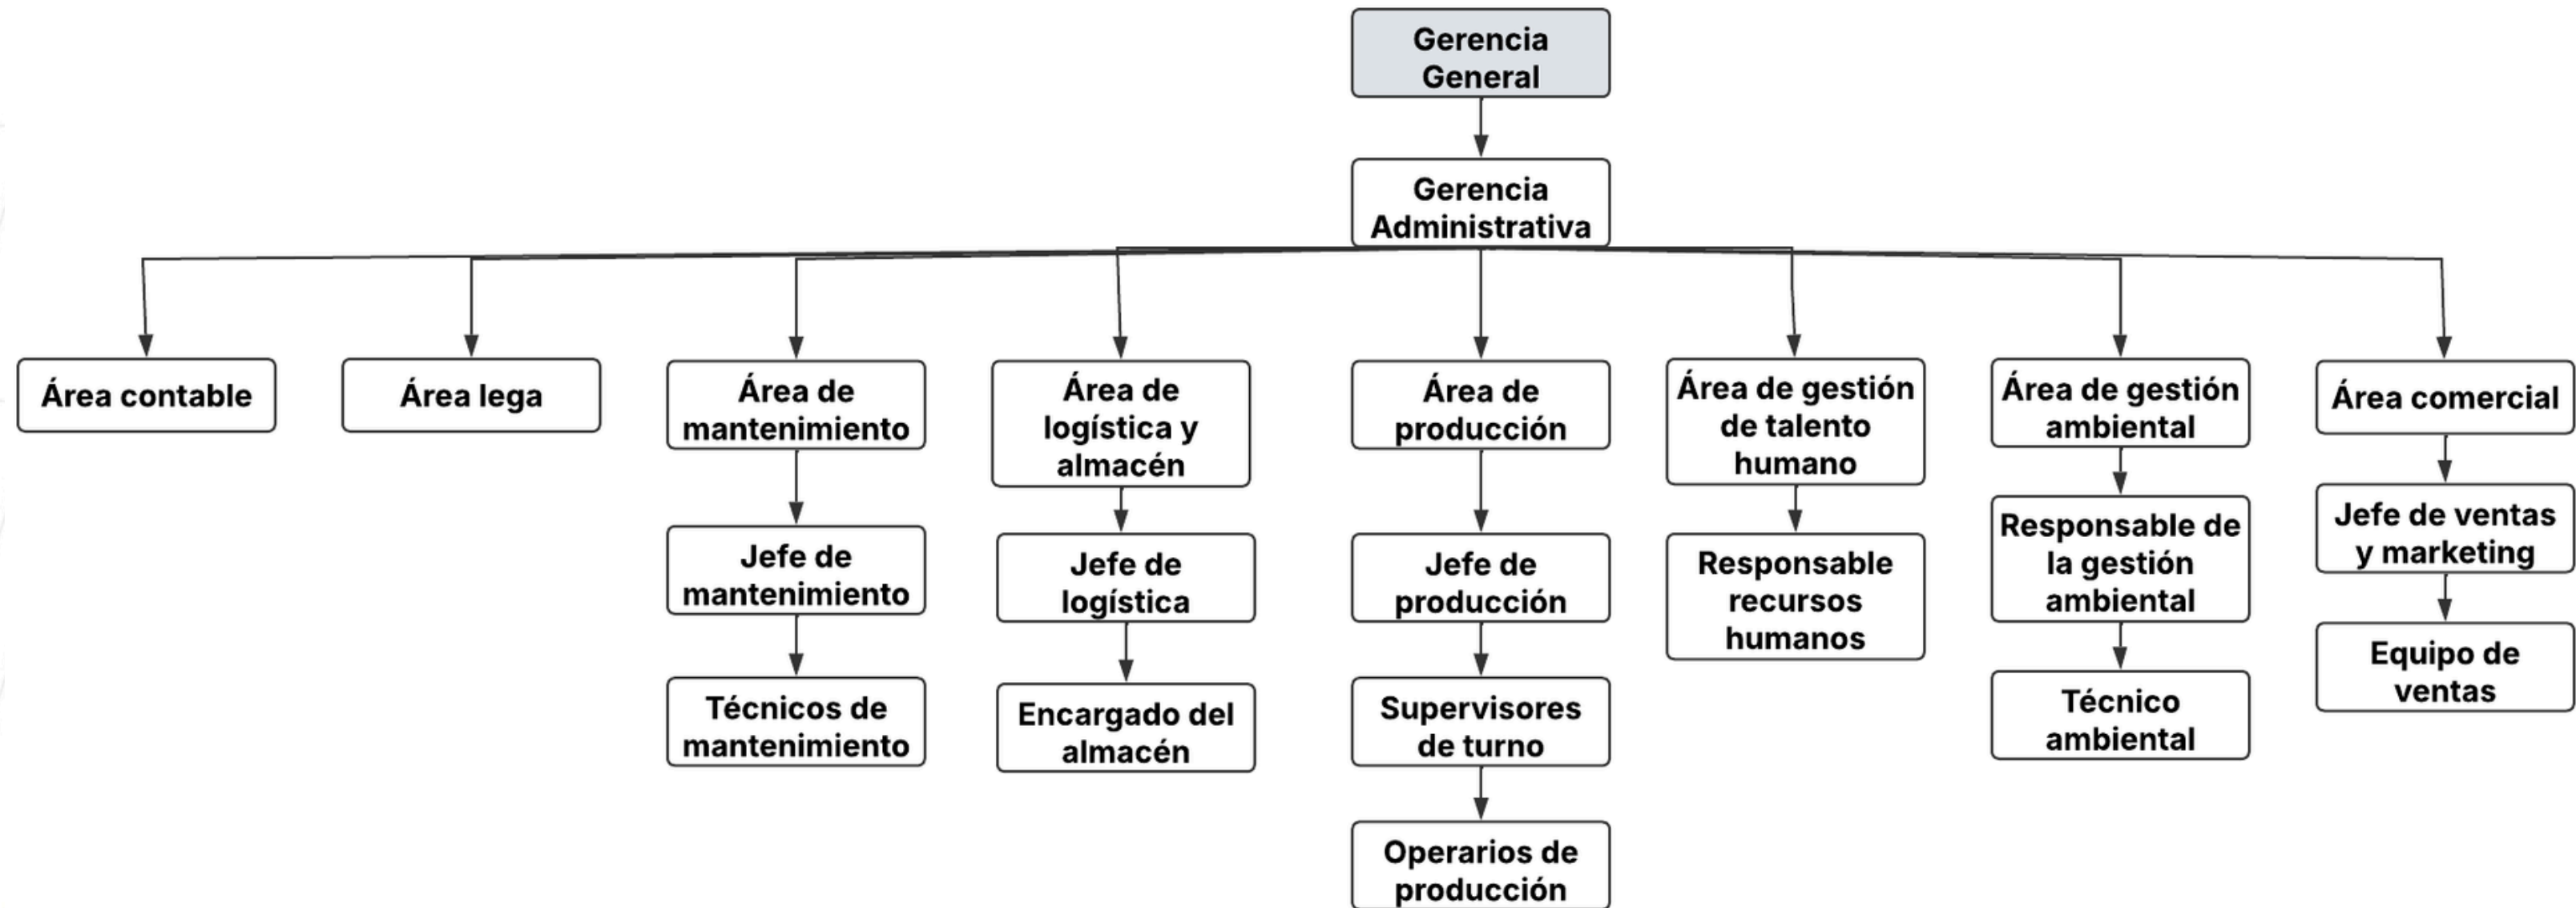 Gerencia
General
Gerencia
Administrativa
Área contable
Área lega
Área de
mantenimiento
Área de
logística y
almacén
Área de
producción
Área de gestión
de talento
humano
Área de gestión
ambiental
Área comercial
Jefe de
mantenimiento
Jefe de
logística
Jefe de
producción
Responsable
recursos
humanos
Responsable de
la gestión
ambiental
Jefe de ventas
y marketing
Técnicos de
mantenimiento
Encargado del
almacén
Supervisores
de turno
Técnico
ambiental
Equipo de
ventas
Operarios de
producción